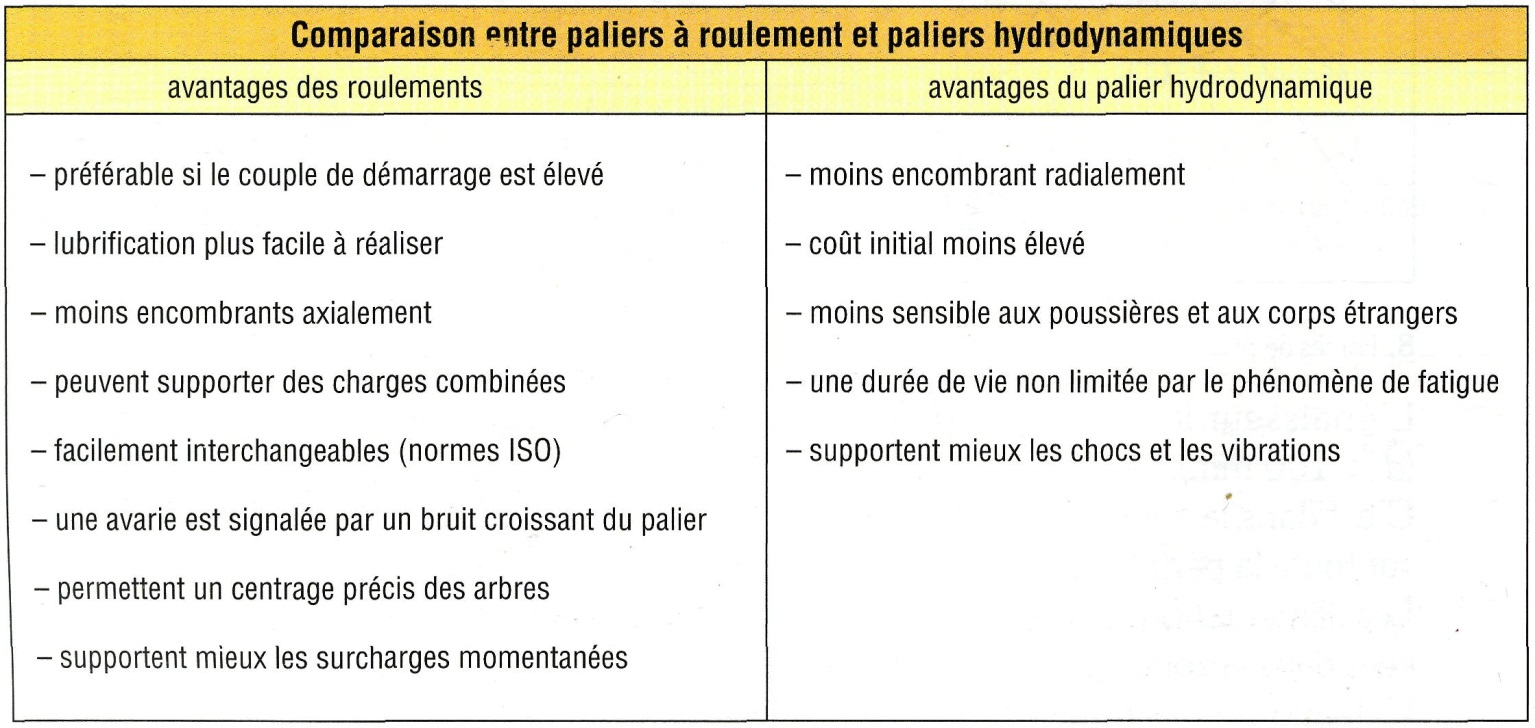 Comparaison entre paliers à roulement et paliers hydrodynamiques
avantages des roulements
– préférable si le couple de démarrage est élevé
– lubrification plus facile à réaliser
– moins encombrants axialement
– peuvent supporter des charges combinées
– facilement interchangeables (normes ISO)
– une avarie est signalée par un bruit croissant du palier
– permettent un centrage précis des arbres
– supportent mieux les surcharges momentanées
avantages du palier hydrodynamique
– moins encombrant radialement
– coût initial moins élevé
– moins sensible aux poussières et aux corps étrangers
– une durée de vie non limitée par le phénomène de fatigue
– supportent mieux les chocs et les vibrations